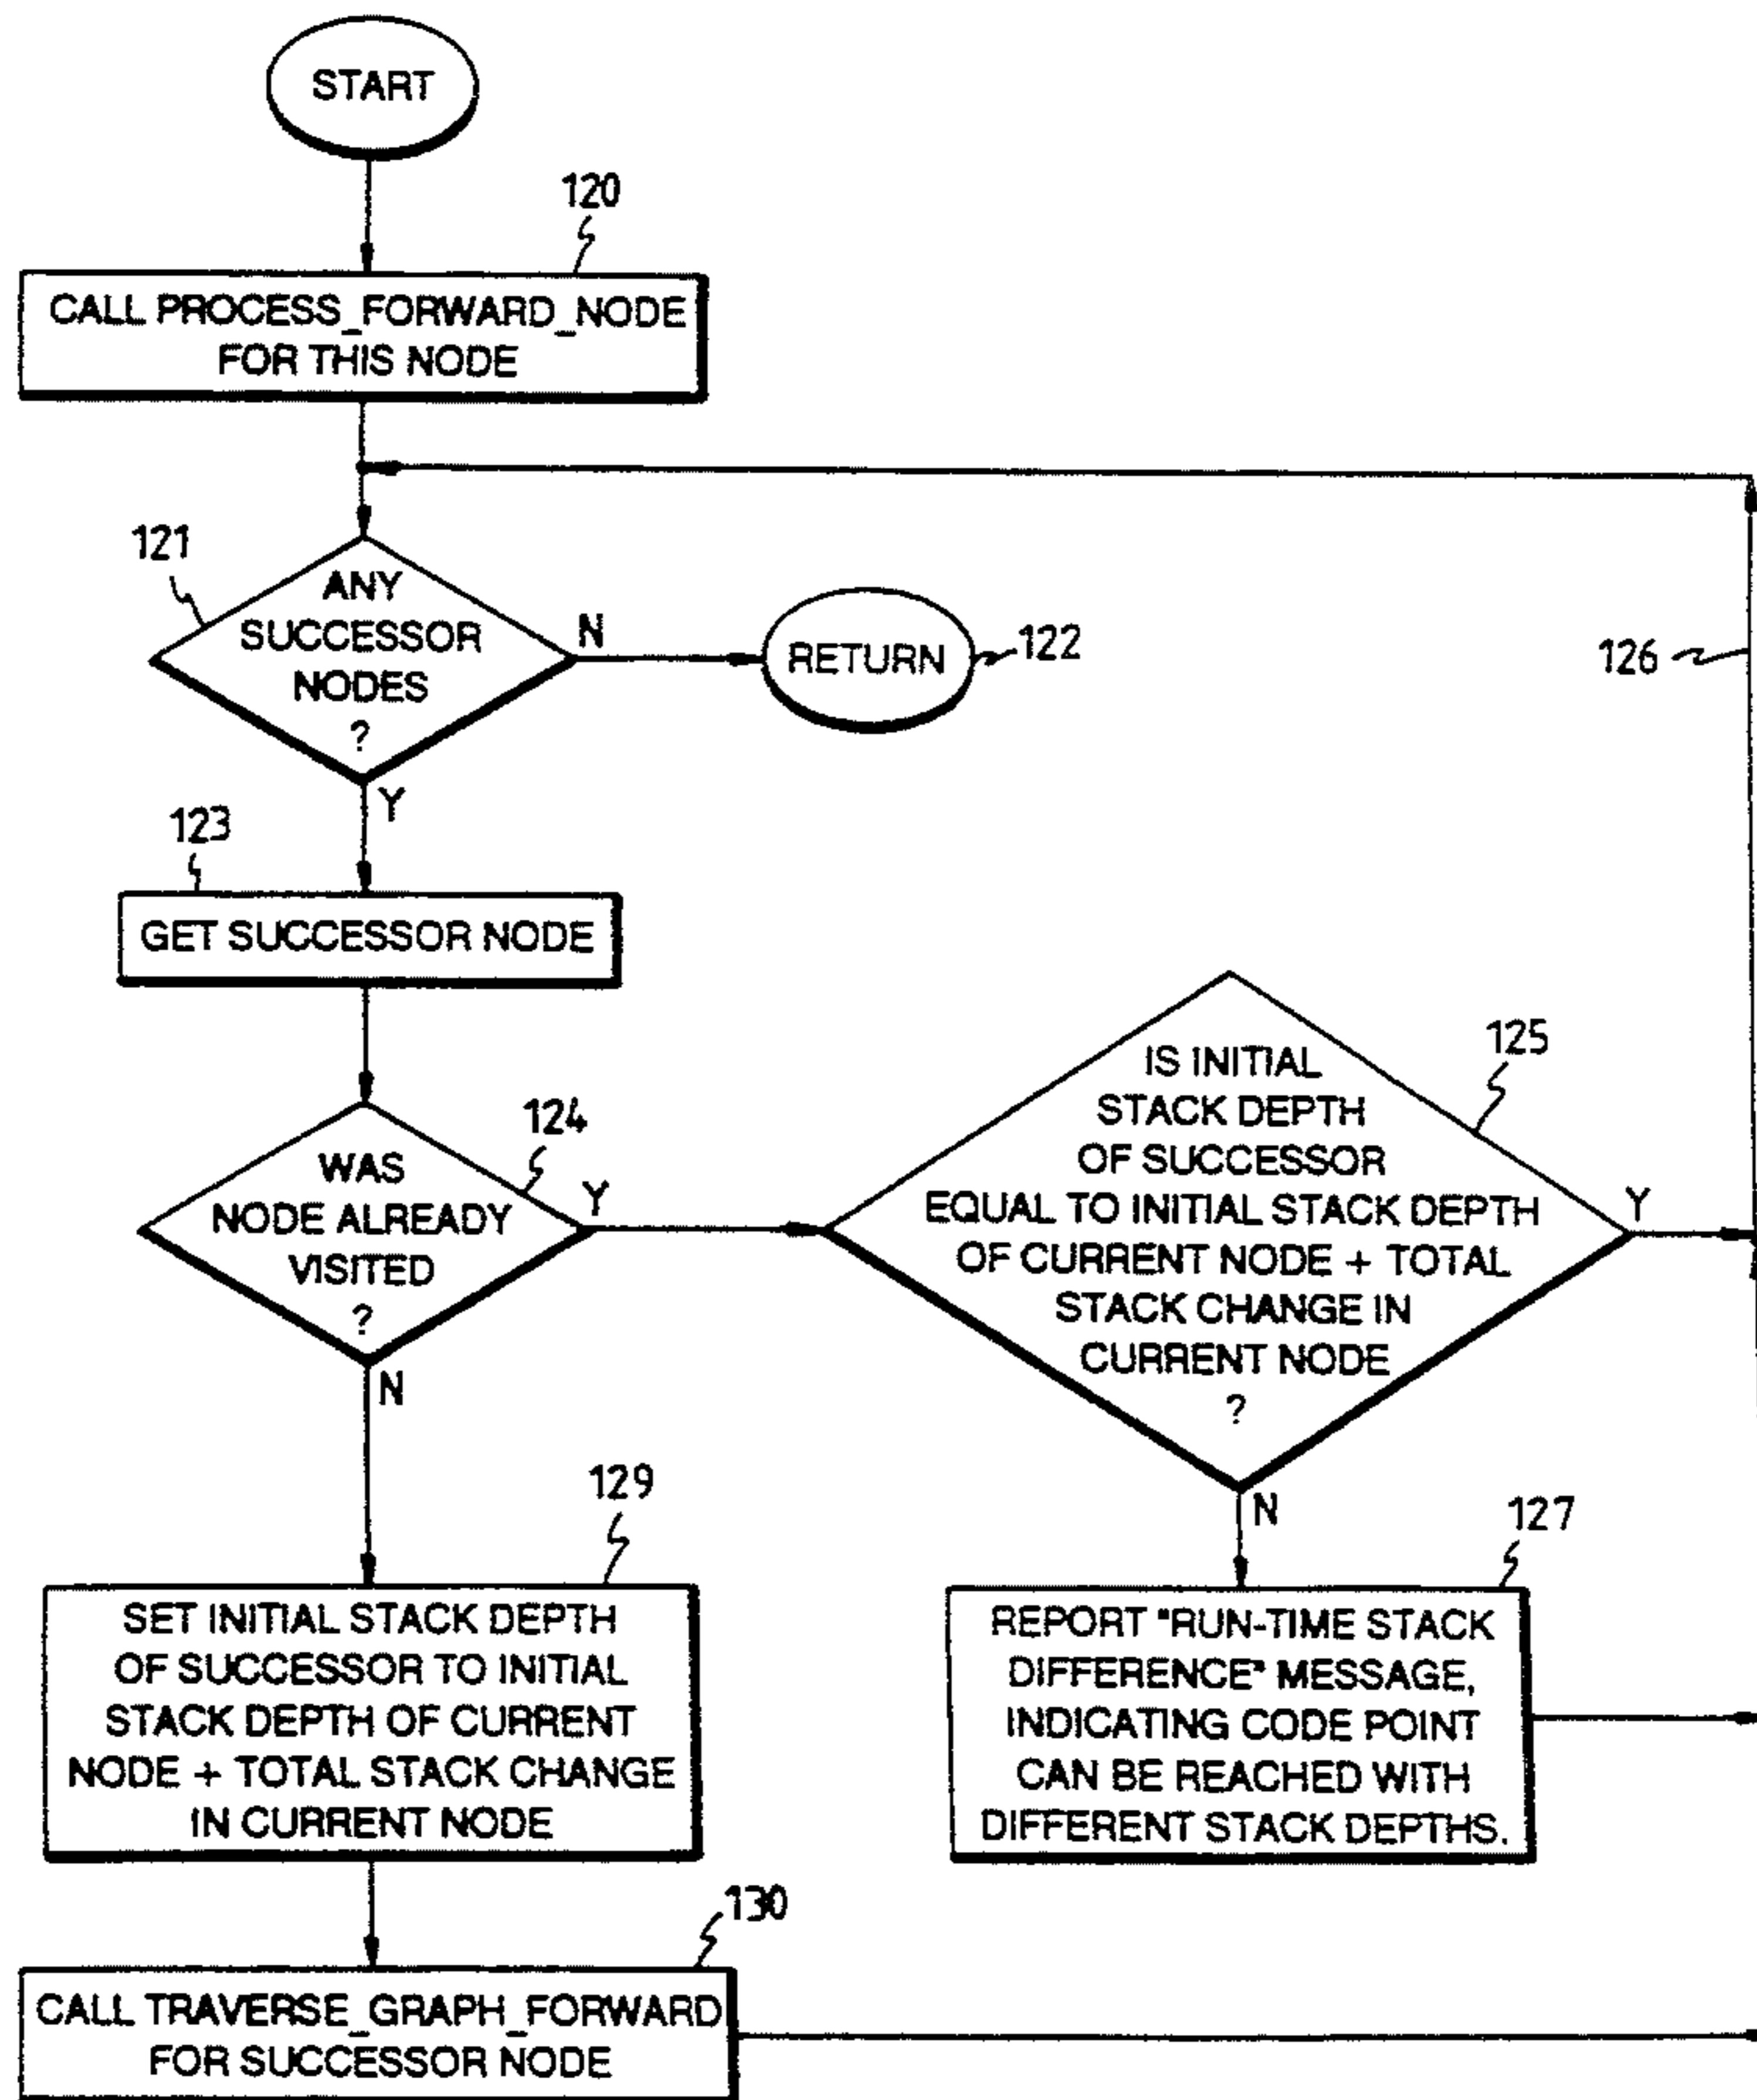 START
120
CALL PROCESS_FORWARD_NODE
FOR THIS NODE
121
ANY
SUCCESSOR
NODES
?
N
RETURN
122
126
Y
123
GET SUCCESSOR NODE
124
WAS
NODE ALREADY
VISITED
?
Y
N
125
IS INITIAL
STACK DEPTH
OF SUCCESSOR
EQUAL TO INITIAL STACK DEPTH
OF CURRENT NODE + TOTAL
STACK CHANGE IN
CURRENT NODE
?
Y
N
129
SET INITIAL STACK DEPTH
OF SUCCESSOR TO INITIAL
STACK DEPTH OF CURRENT
NODE + TOTAL STACK CHANGE
IN CURRENT NODE
127
REPORT "RUN-TIME STACK
DIFFERENCE" MESSAGE,
INDICATING CODE POINT
CAN BE REACHED WITH
DIFFERENT STACK DEPTHS.
130
CALL TRAVERSE_GRAPH_FORWARD
FOR SUCCESSOR NODE